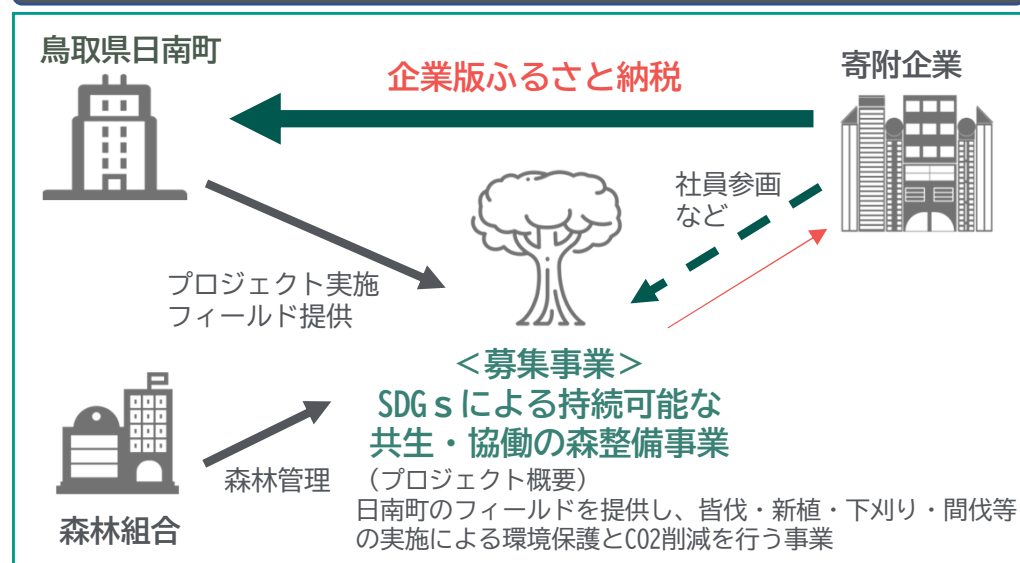 鳥取県日南町
企業版ふるさと納税
寄附企業
社員参画
など
プロジェクト実施
フィールド提供
＜募集事業＞
SDGｓによる持続可能な
共生・協働の森整備事業
森林管理
（プロジェクト概要）
日南町のフィールドを提供し、皆伐・新植・下刈り・間伐等
の実施による環境保護とCO2削減を行う事業
森林組合